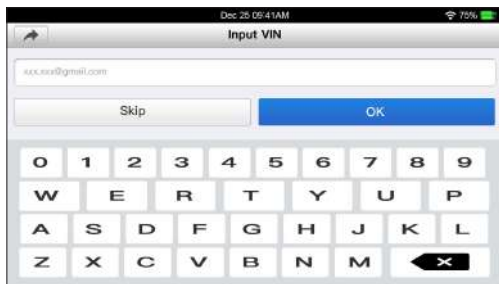 Dec 25 09:41AM 75%
Input VIN
xxx.xxx@gmail.com
Skip OK
0 1 2 3 4 5 6 7 8 9
W E R T Y U P
A S D F G H J K L
Z X C V B N M